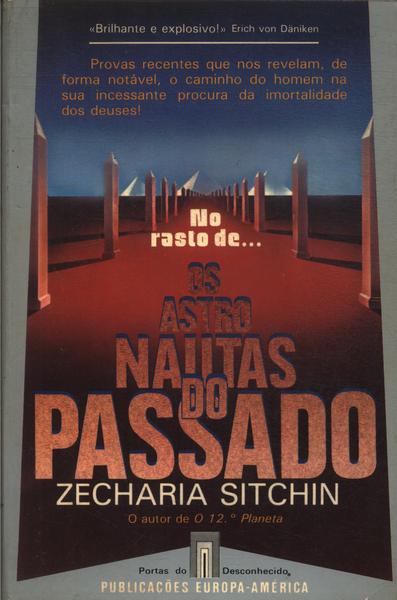 «Brilhante e explosivo!» Erich von Däniken
Provas recentes que nos revelam, de
forma notável, o caminho do homem na
sua incessante procura da imortalidade
dos deuses!
No
rasto de...
OS
ASTRO
NAUTAS
DO
PASSADO
ZECHARIA SITCHIN
O autor de O 12.º Planeta
Portas do Desconhecido
PUBLICAÇÕES EUROPA-AMÉRICA